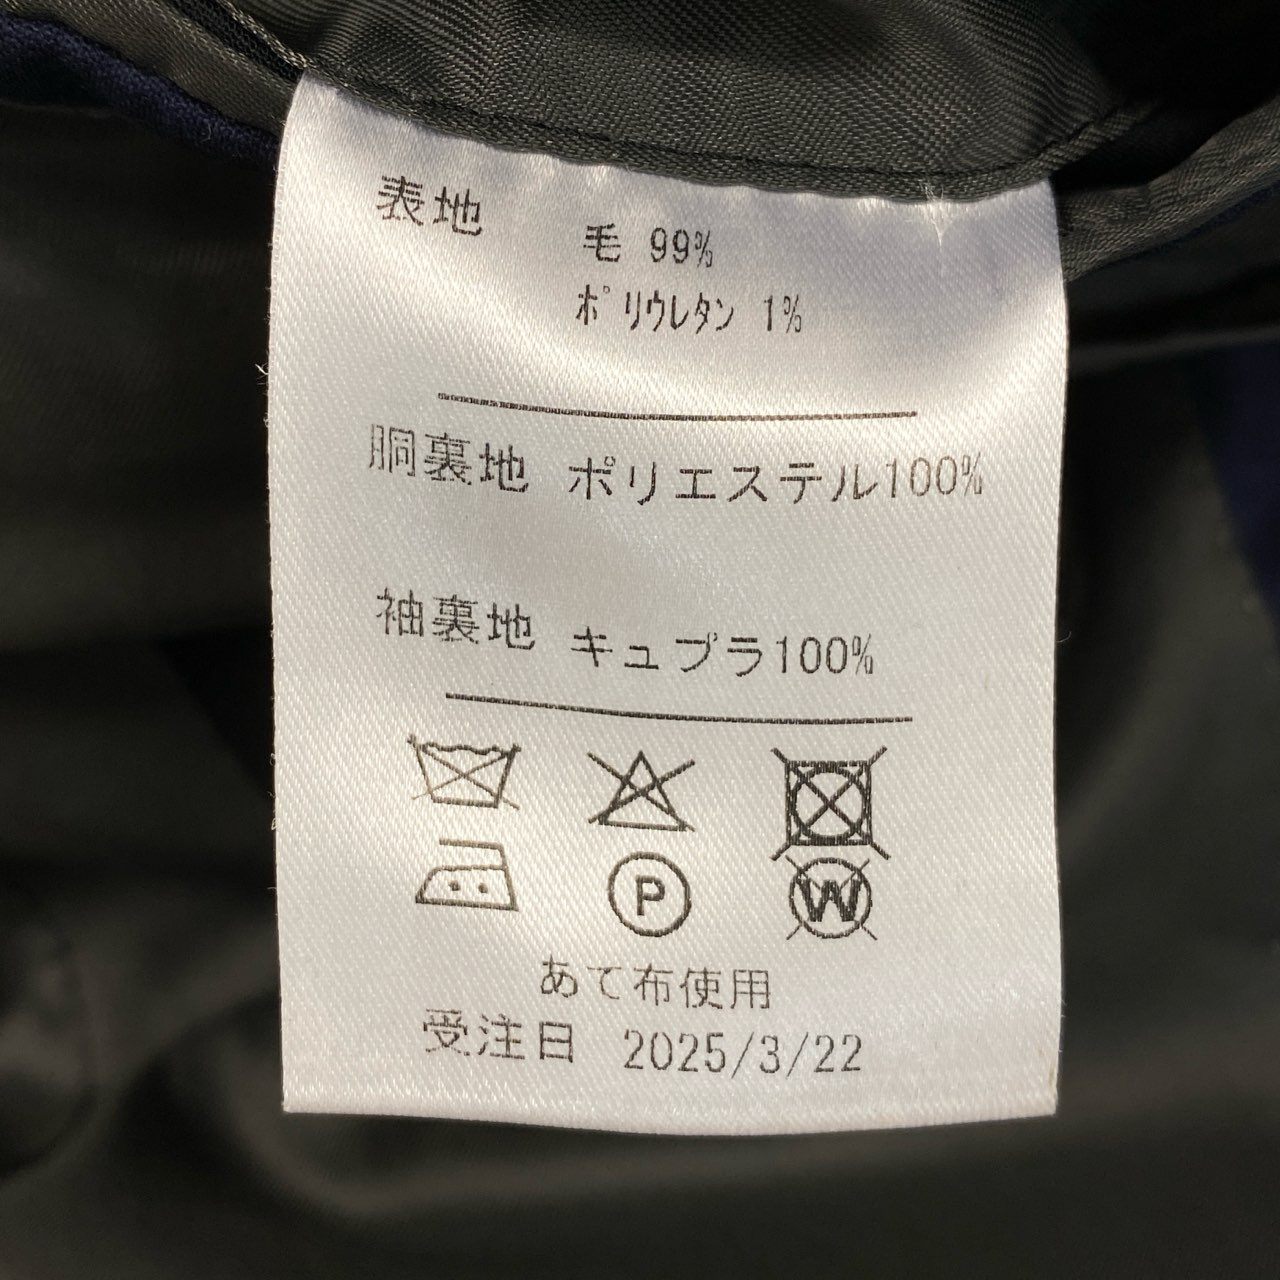 表地
毛 99%
ポリウレタン 1%
胴裏地 ポリエステル100%
袖裏地 キュプラ100%
P
W
あて布使用
受注日 2025/3/22